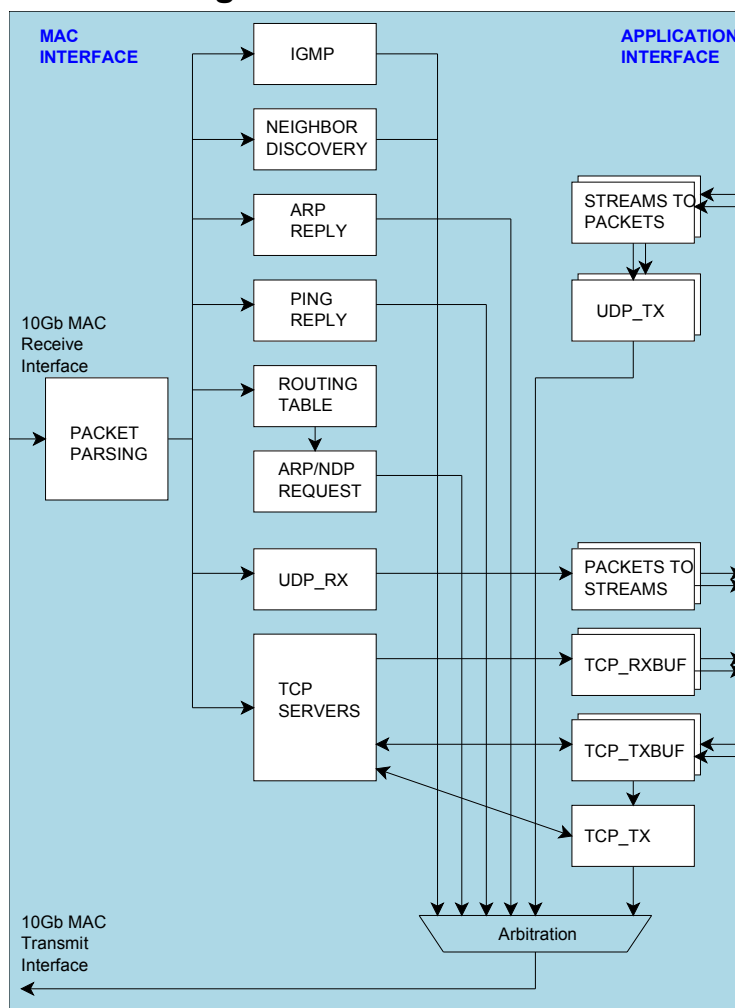 MAC
INTERFACE
APPLICATION
INTERFACE
IGMP
NEIGHBOR
DISCOVERY
ARP
REPLY
PING
REPLY
ROUTING
TABLE
ARP/NDP
REQUEST
UDP_RX
TCP
SERVERS
10Gb MAC
Receive
Interface
PACKET
PARSING
STREAMS TO
PACKETS
UDP_TX
PACKETS TO
STREAMS
TCP_RXBUF
TCP_TXBUF
TCP_TX
Arbitration
10Gb MAC
Transmit
Interface